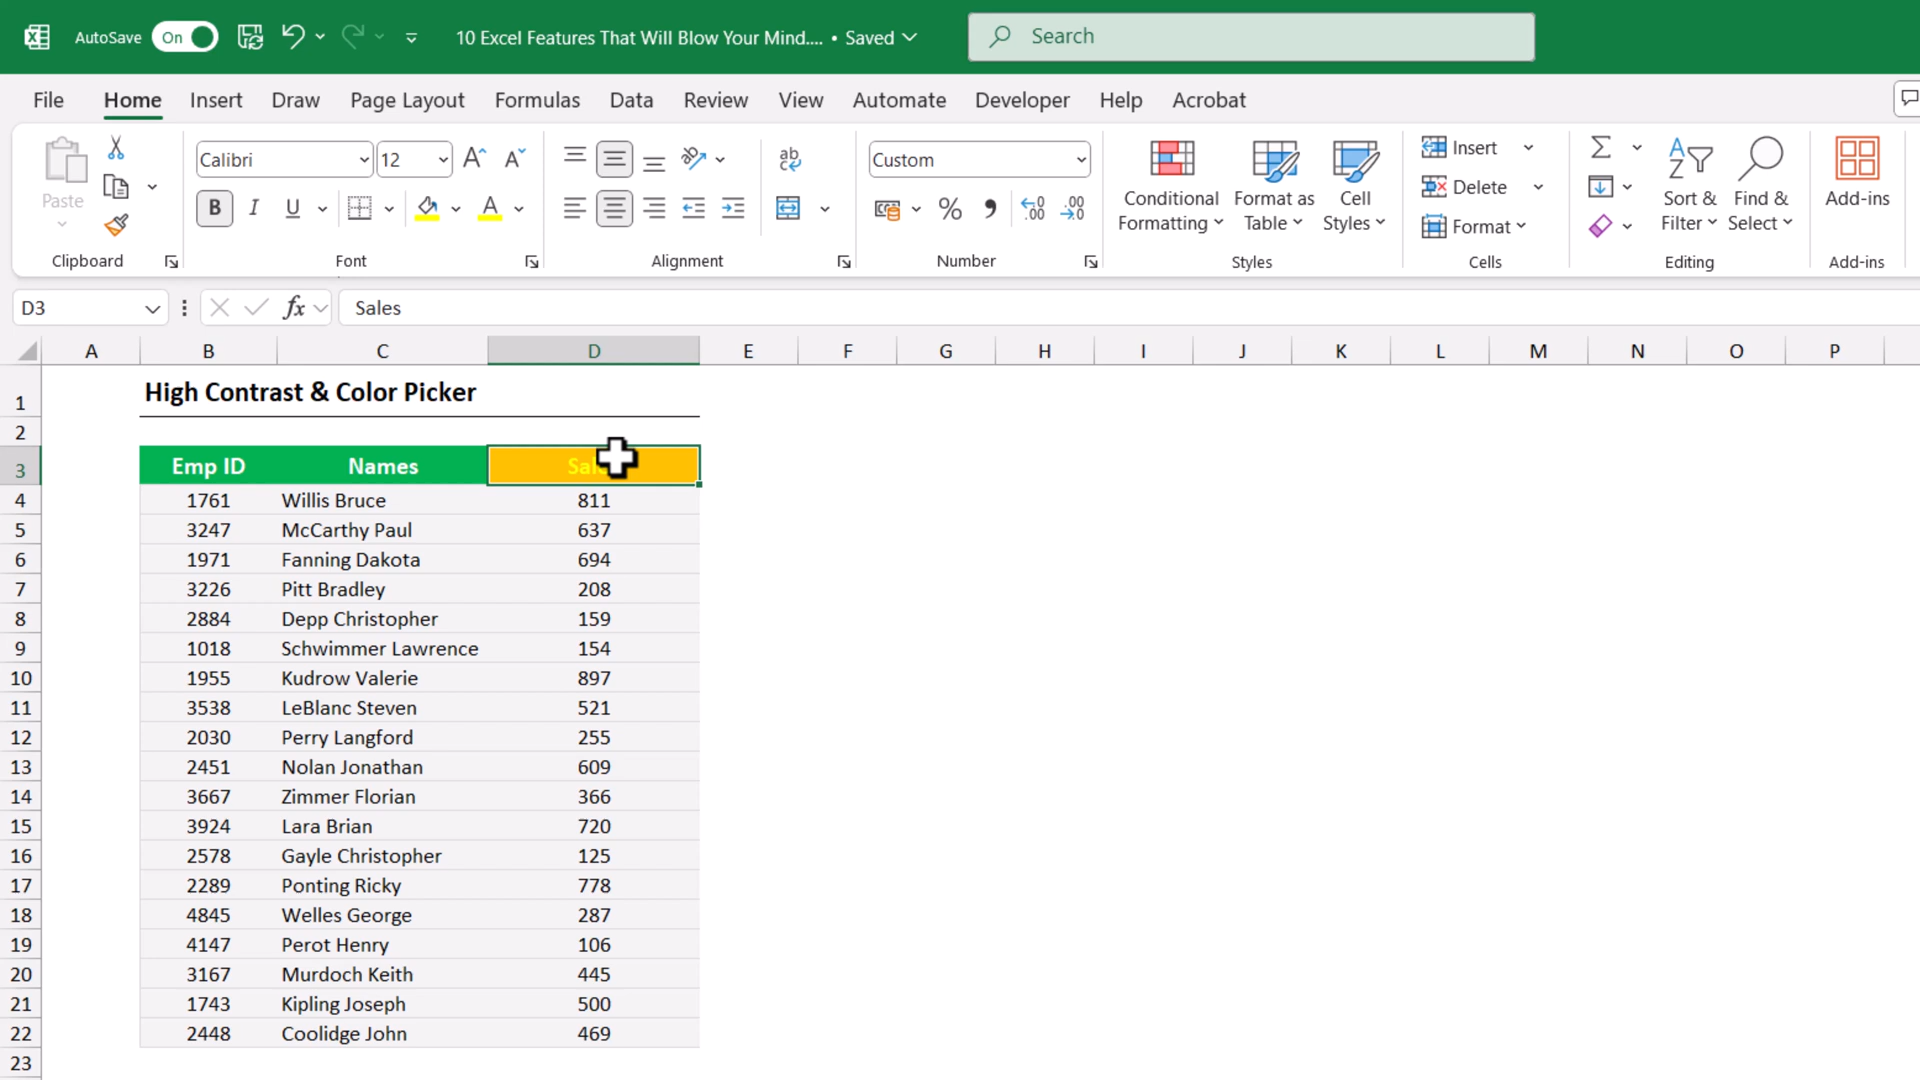 AutoSave On 10 Excel Features That Will Blow Your Mind.... • Saved Search
File Home Insert Draw Page Layout Formulas Data Review View Automate Developer Help Acrobat
Paste
Clipboard
Calibri 12
B I U A
Font
ab
Alignment
Custom
% 9 .00 .00
Number
Conditional Formatting
Format as Table
Cell Styles
Styles
Insert
Delete
Format
Cells
Sort & Filter
Find & Select
Editing
Add-ins
Add-ins
D3 fx Sales
A B C D E F G H I J K L M N O P
1 High Contrast & Color Picker
2
3 Emp ID Names
4 1761 Willis Bruce 811
5 3247 McCarthy Paul 637
6 1971 Fanning Dakota 694
7 3226 Pitt Bradley 208
8 2884 Depp Christopher 159
9 1018 Schwimmer Lawrence 154
10 1955 Kudrow Valerie 897
11 3538 LeBlanc Steven 521
12 2030 Perry Langford 255
13 2451 Nolan Jonathan 609
14 3667 Zimmer Florian 366
15 3924 Lara Brian 720
16 2578 Gayle Christopher 125
17 2289 Ponting Ricky 778
18 4845 Welles George 287
19 4147 Perot Henry 106
20 3167 Murdoch Keith 445
21 1743 Kipling Joseph 500
22 2448 Coolidge John 469
23